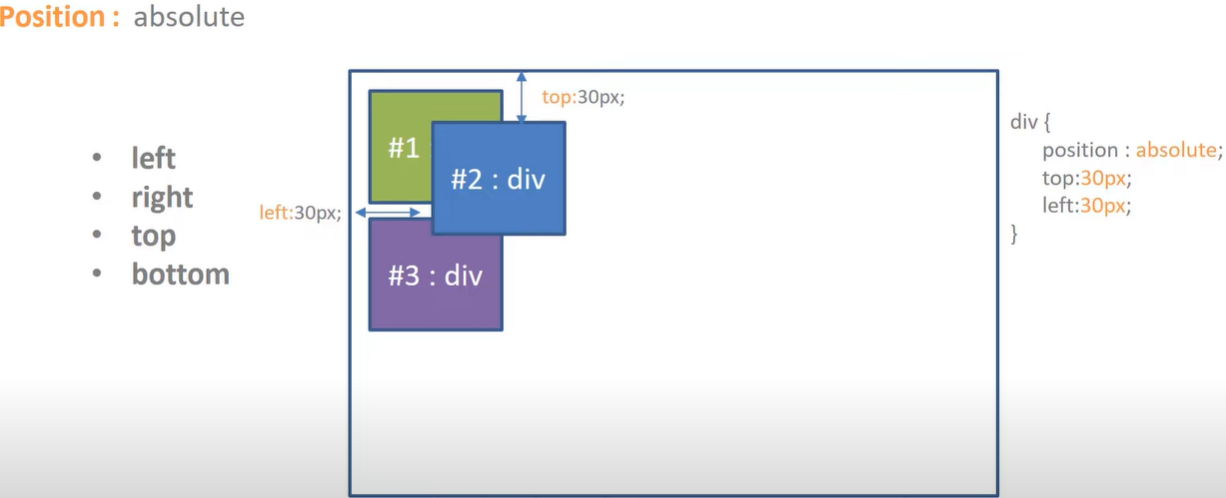 Position : absolute
• left
• right
• top
• bottom
top:30px;
#1
#2 : div
left:30px;
#3 : div
div {
position : absolute;
top:30px;
left:30px;
}